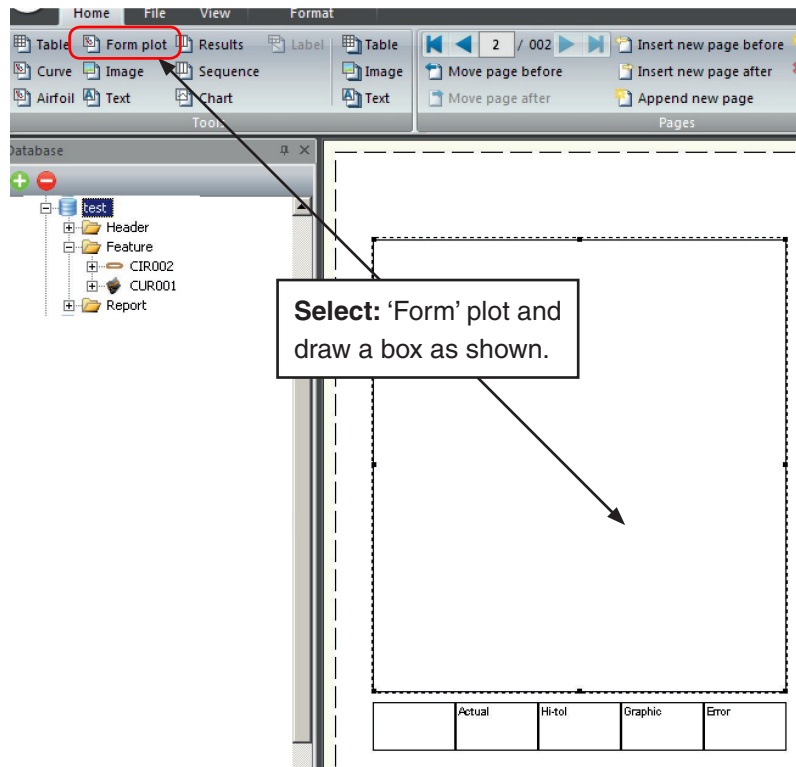 Home File View Format
Table Form plot Results Label Table 2 / 002 Insert new page before
Curve Image Sequence Image Move page before Insert new page after
Airfoil Text Chart Text Move page after Append new page
Tools Pages
Database
test
Header
Feature
CIR002
CUR001
Report
Select: ‘Form’ plot and
draw a box as shown.
Actual Hi-tol Graphic Error